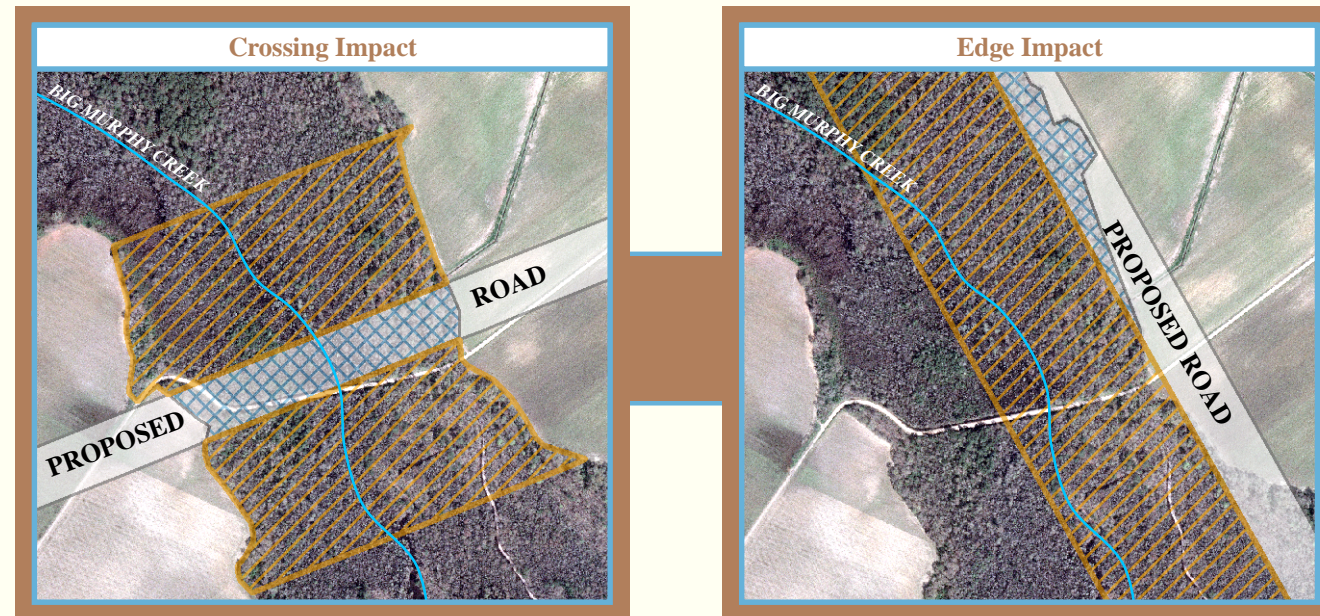 Crossing Impact
BIG MURPHY CREEK
ROAD
PROPOSED
Edge Impact
BIG MURPHY CREEK
PROPOSED ROAD